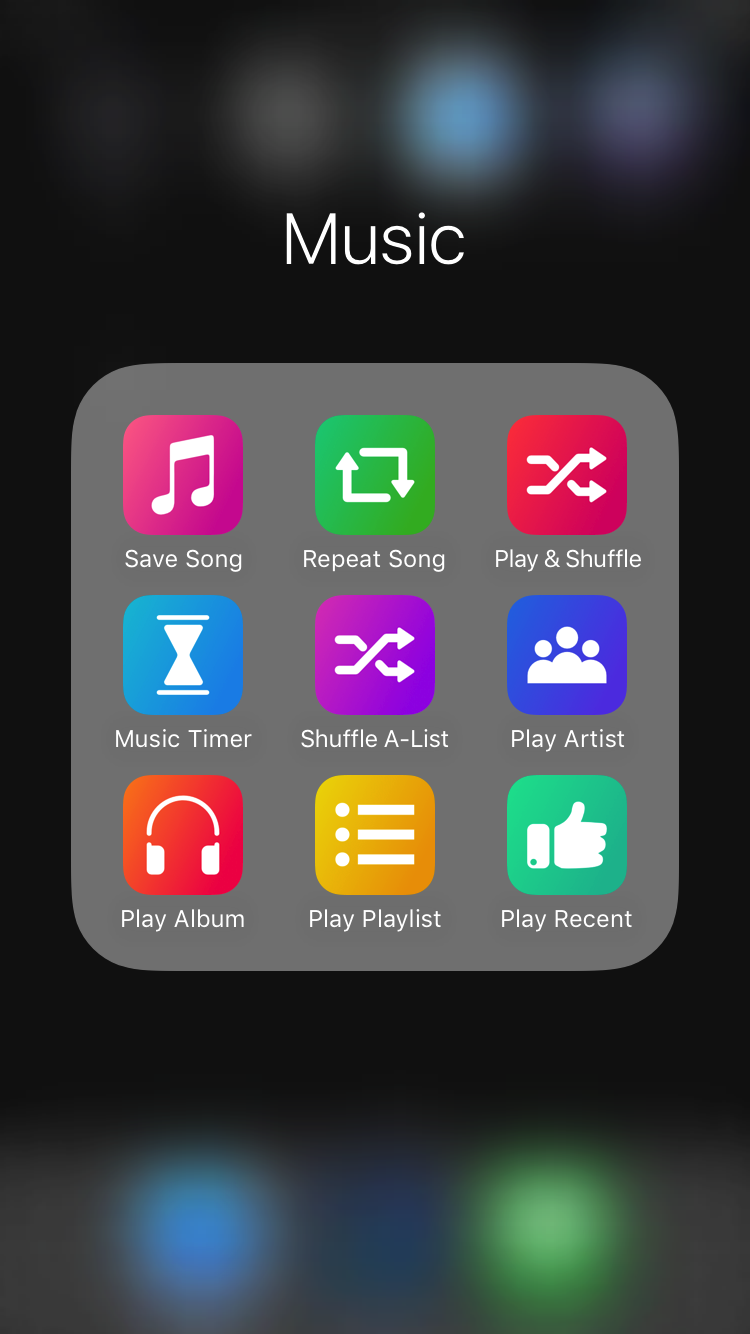 Music
Save Song
Repeat Song
Play & Shuffle
Music Timer
Shuffle A-List
Play Artist
Play Album
Play Playlist
Play Recent